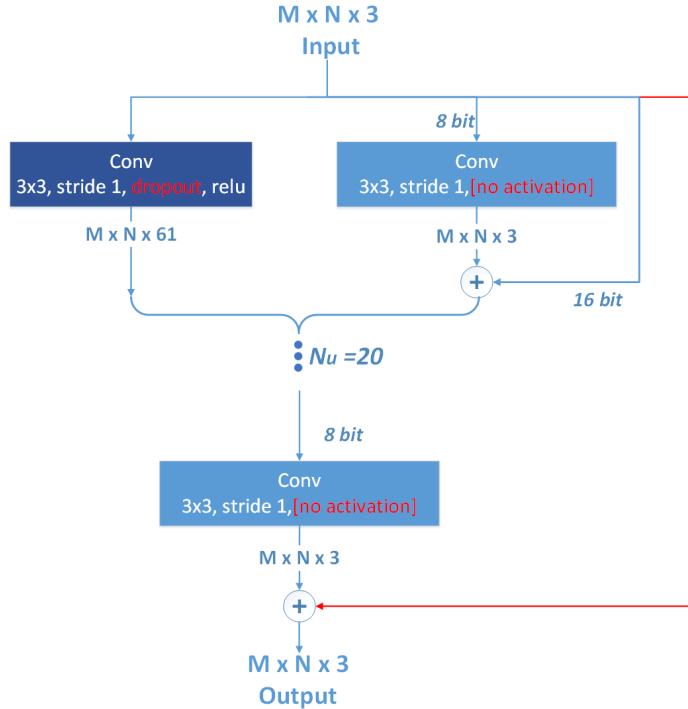 M x N x 3
Input
8 bit
Conv
3x3, stride 1, dropout, relu
Conv
3x3, stride 1,[no activation]
M x N x 61
M x N x 3
+
16 bit
Nu =20
8 bit
Conv
3x3, stride 1,[no activation]
M x N x 3
+
M x N x 3
Output